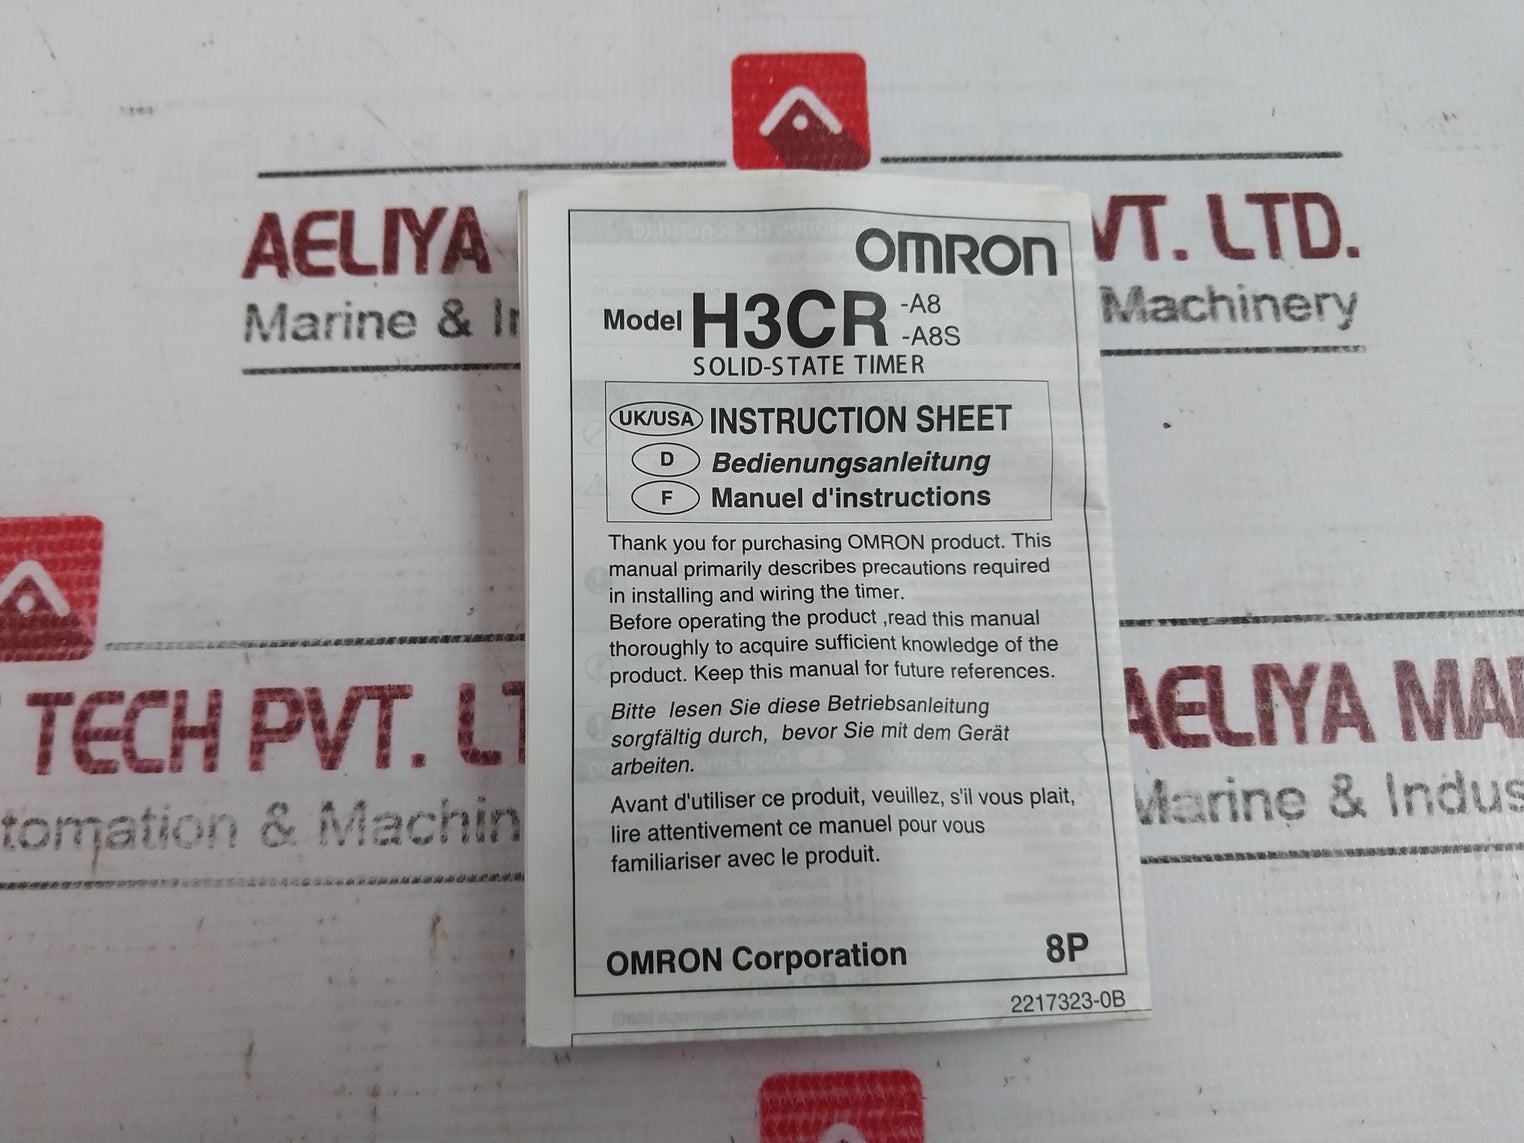 AELIYA VT. LTD.
Marine & Machinery
OMRON
Model H3CR -A8
-A8S
SOLID-STATE TIMER
UK/USA INSTRUCTION SHEET
D Bedienungsanleitung
F Manuel d'instructions
Thank you for purchasing OMRON product. This
manual primarily describes precautions required
in installing and wiring the timer.
Before operating the product ,read this manual
thoroughly to acquire sufficient knowledge of the
product. Keep this manual for future references.
Bitte lesen Sie diese Betriebsanleitung
sorgfältig durch, bevor Sie mit dem Gerät
arbeiten.
Avant d'utiliser ce produit, veuillez, s'il vous plait,
lire attentivement ce manuel pour vous
familiariser avec le produit.
OMRON Corporation 8P
2217323-0B
TECH PVT. LT
tomation & Machin
AELIYA MA
Marine & Indus